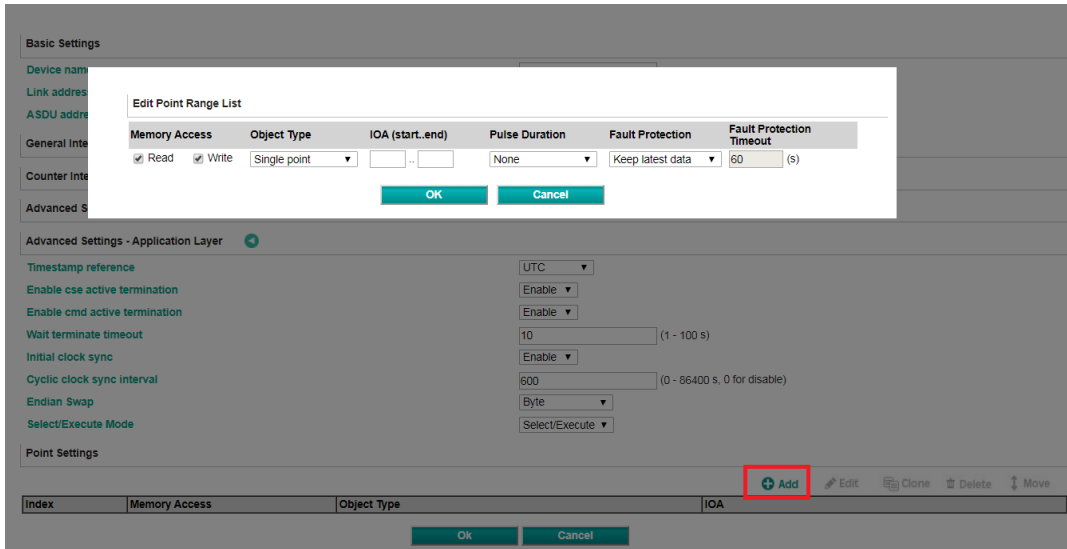 Basic Settings
Device name
Link addres
ASDU addre
General Inte
Counter Inte
Advanced S
Edit Point Range List
Memory Access Object Type IOA (start..end) Pulse Duration Fault Protection Fault Protection Timeout
Read Write Single point .. None Keep latest data 60 (s)
OK Cancel
Advanced Settings - Application Layer
Timestamp reference UTC
Enable cse active termination Enable
Enable cmd active termination Enable
Wait terminate timeout 10 (1 - 100 s)
Initial clock sync Enable
Cyclic clock sync interval 600 (0 - 86400 s, 0 for disable)
Endian Swap Byte
Select/Execute Mode Select/Execute
Point Settings
Add Edit Clone Delete Move
Index Memory Access Object Type IOA
Ok Cancel